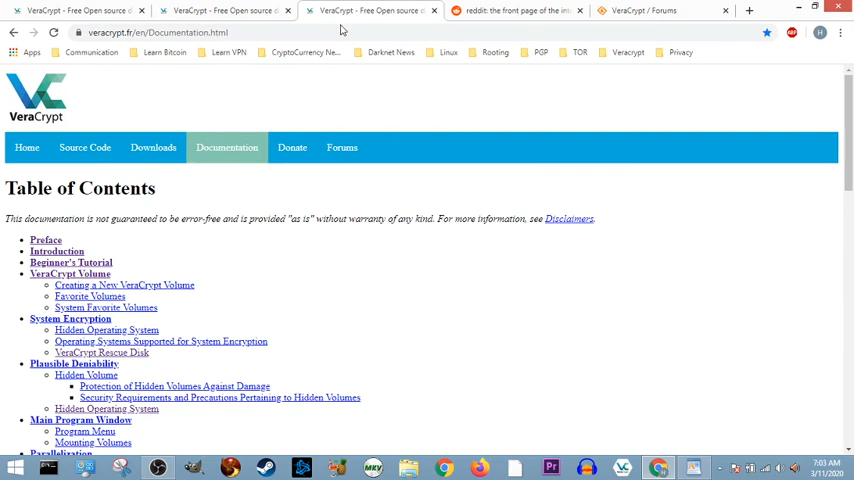 VeraCrypt - Free Open source d
VeraCrypt - Free Open source d
VeraCrypt - Free Open source d
reddit: the front page of the int
VeraCrypt / Forums
veracrypt.fr/en/Documentation.html
ABP
H
Apps
Communication
Learn Bitcoin
Learn VPN
CryptoCurrency Ne...
Darknet News
Linux
Rooting
PGP
TOR
Veracrypt
Privacy
VeraCrypt
Home
Source Code
Downloads
Documentation
Donate
Forums
Table of Contents
This documentation is not guaranteed to be error-free and is provided "as is" without warranty of any kind. For more information, see Disclaimers.
Preface
Introduction
Beginner's Tutorial
VeraCrypt Volume
Creating a New VeraCrypt Volume
Favorite Volumes
System Favorite Volumes
System Encryption
Hidden Operating System
Operating Systems Supported for System Encryption
VeraCrypt Rescue Disk
Plausible Deniability
Hidden Volume
Protection of Hidden Volumes Against Damage
Security Requirements and Precautions Pertaining to Hidden Volumes
Hidden Operating System
Main Program Window
Program Menu
Mounting Volumes
Parallelization
MKV
Pr
7:03 AM
3/11/2020